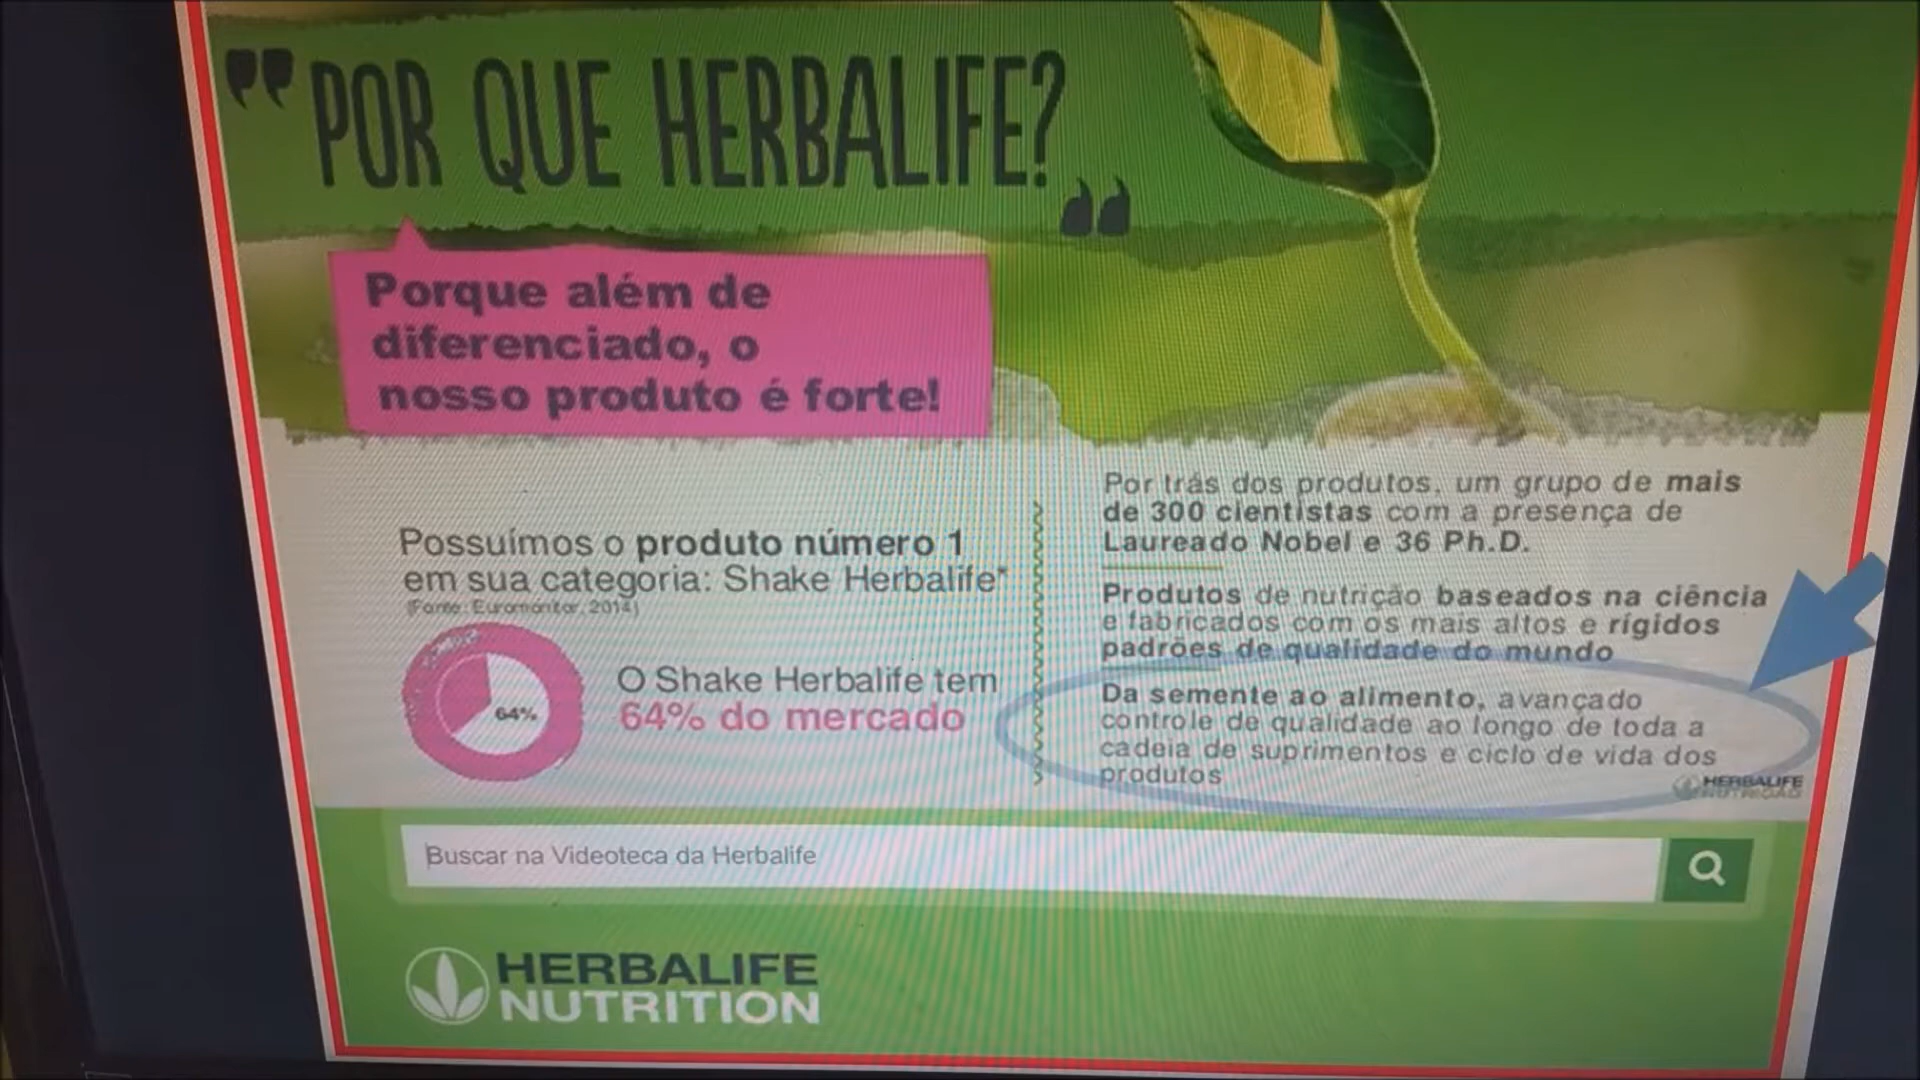 "POR QUE HERBALIFE?"
Porque além de
diferenciado, o
nosso produto é forte!
Possuímos o produto número 1
em sua categoria: Shake Herbalife*
(Fonte: Euromonitor, 2014)
64%
O Shake Herbalife tem
64% do mercado
Por trás dos produtos, um grupo de mais
de 300 cientistas com a presença de
Laureado Nobel e 36 Ph.D.
Produtos de nutrição baseados na ciência
e fabricados com os mais altos e rígidos
padrões de qualidade do mundo
Da semente ao alimento, avançado
controle de qualidade ao longo de toda a
cadeia de suprimentos e ciclo de vida dos
produtos
HERBALIFE
Buscar na Videoteca da Herbalife
HERBALIFE
NUTRITION